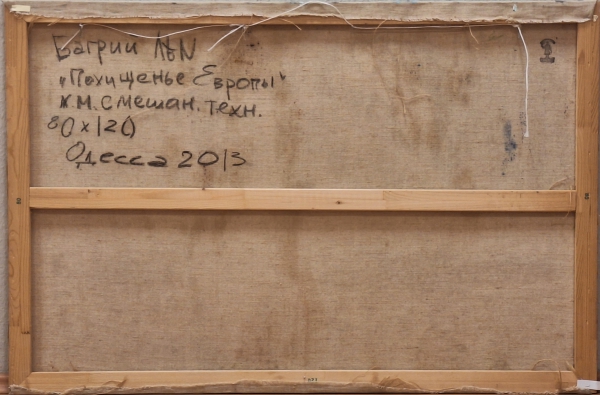 Багрий
„Похищенье Европы"
х.м. смешан. техн.
80 x 120
Одесса 2013